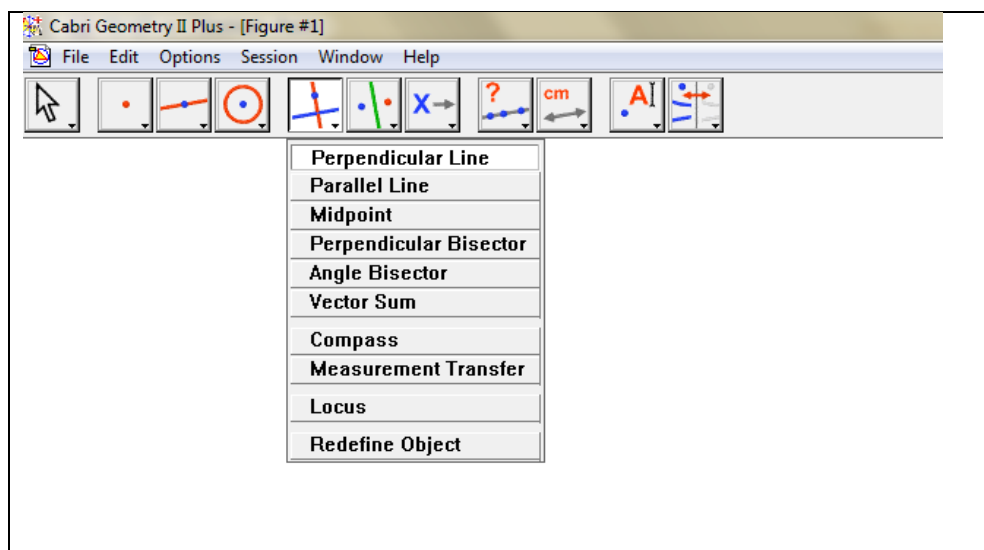 Cabri Geometry II Plus - [Figure #1]
File Edit Options Session Window Help
X ? cm A
Perpendicular Line
Parallel Line
Midpoint
Perpendicular Bisector
Angle Bisector
Vector Sum
Compass
Measurement Transfer
Locus
Redefine Object